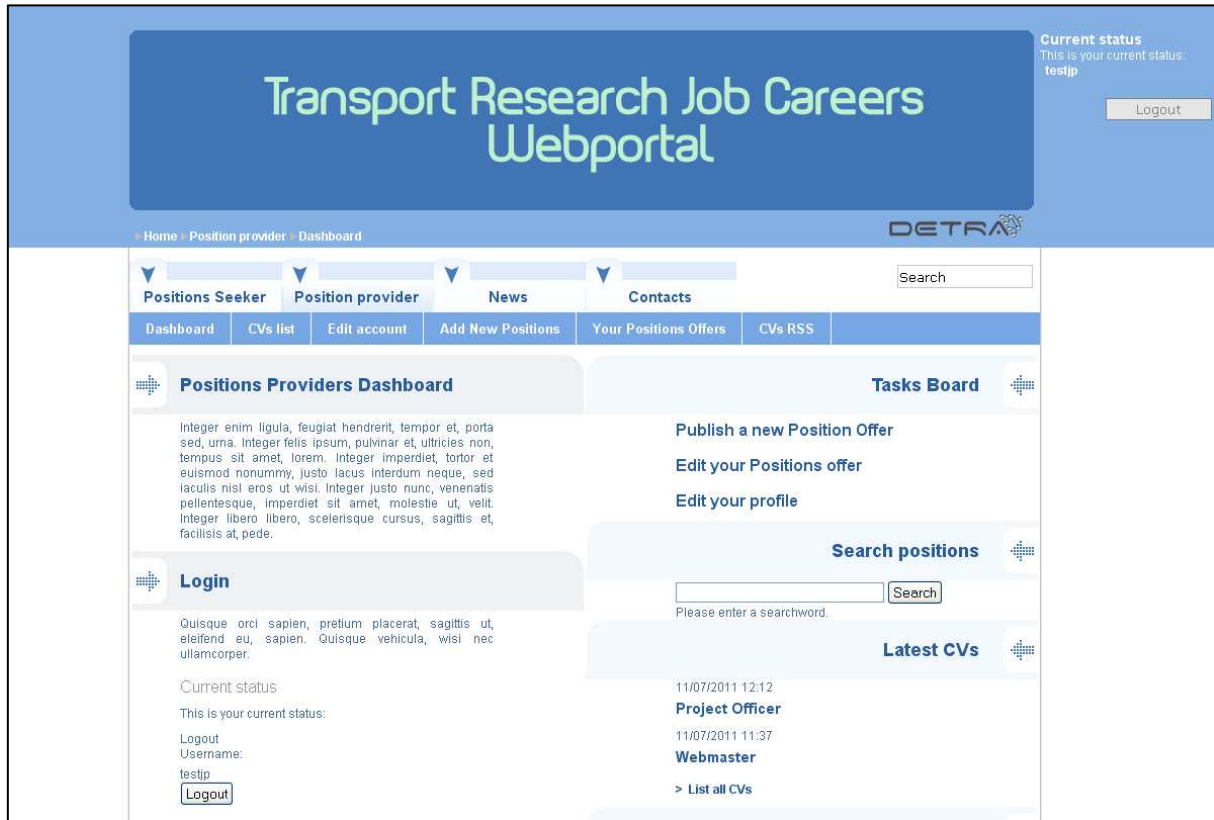 Transport Research Job Careers
Webportal
Current status
This is your current status:
testjp
Logout
Home Position provider Dashboard
DETRA
Positions Seeker Position provider News Contacts
Search
Dashboard CVs list Edit account Add New Positions Your Positions Offers CVs RSS
Positions Providers Dashboard
Integer enim ligula, feugiat hendrerit, tempor et, porta
sed, urna. Integer felis ipsum, pulvinar et, ultricies non,
tempus sit amet, lorem. Integer imperdiet, tortor et
euismod nonummy, justo lacus interdum neque, sed
iaculis nisl eros ut wisi. Integer justo nunc, venenatis
pellentesque, imperdiet sit amet, molestie ut, velit.
Integer libero libero, scelerisque cursus, sagittis et,
facilisis at, pede.
Login
Quisque orci sapien, pretium placerat, sagittis ut,
eleifend eu, sapien. Quisque vehicula, wisi nec
ullamcorper.
Current status
This is your current status:
Logout
Username:
testjp
Logout
Tasks Board
Publish a new Position Offer
Edit your Positions offer
Edit your profile
Search positions
Search
Please enter a searchword.
Latest CVs
11/07/2011 12:12
Project Officer
11/07/2011 11:37
Webmaster
> List all CVs